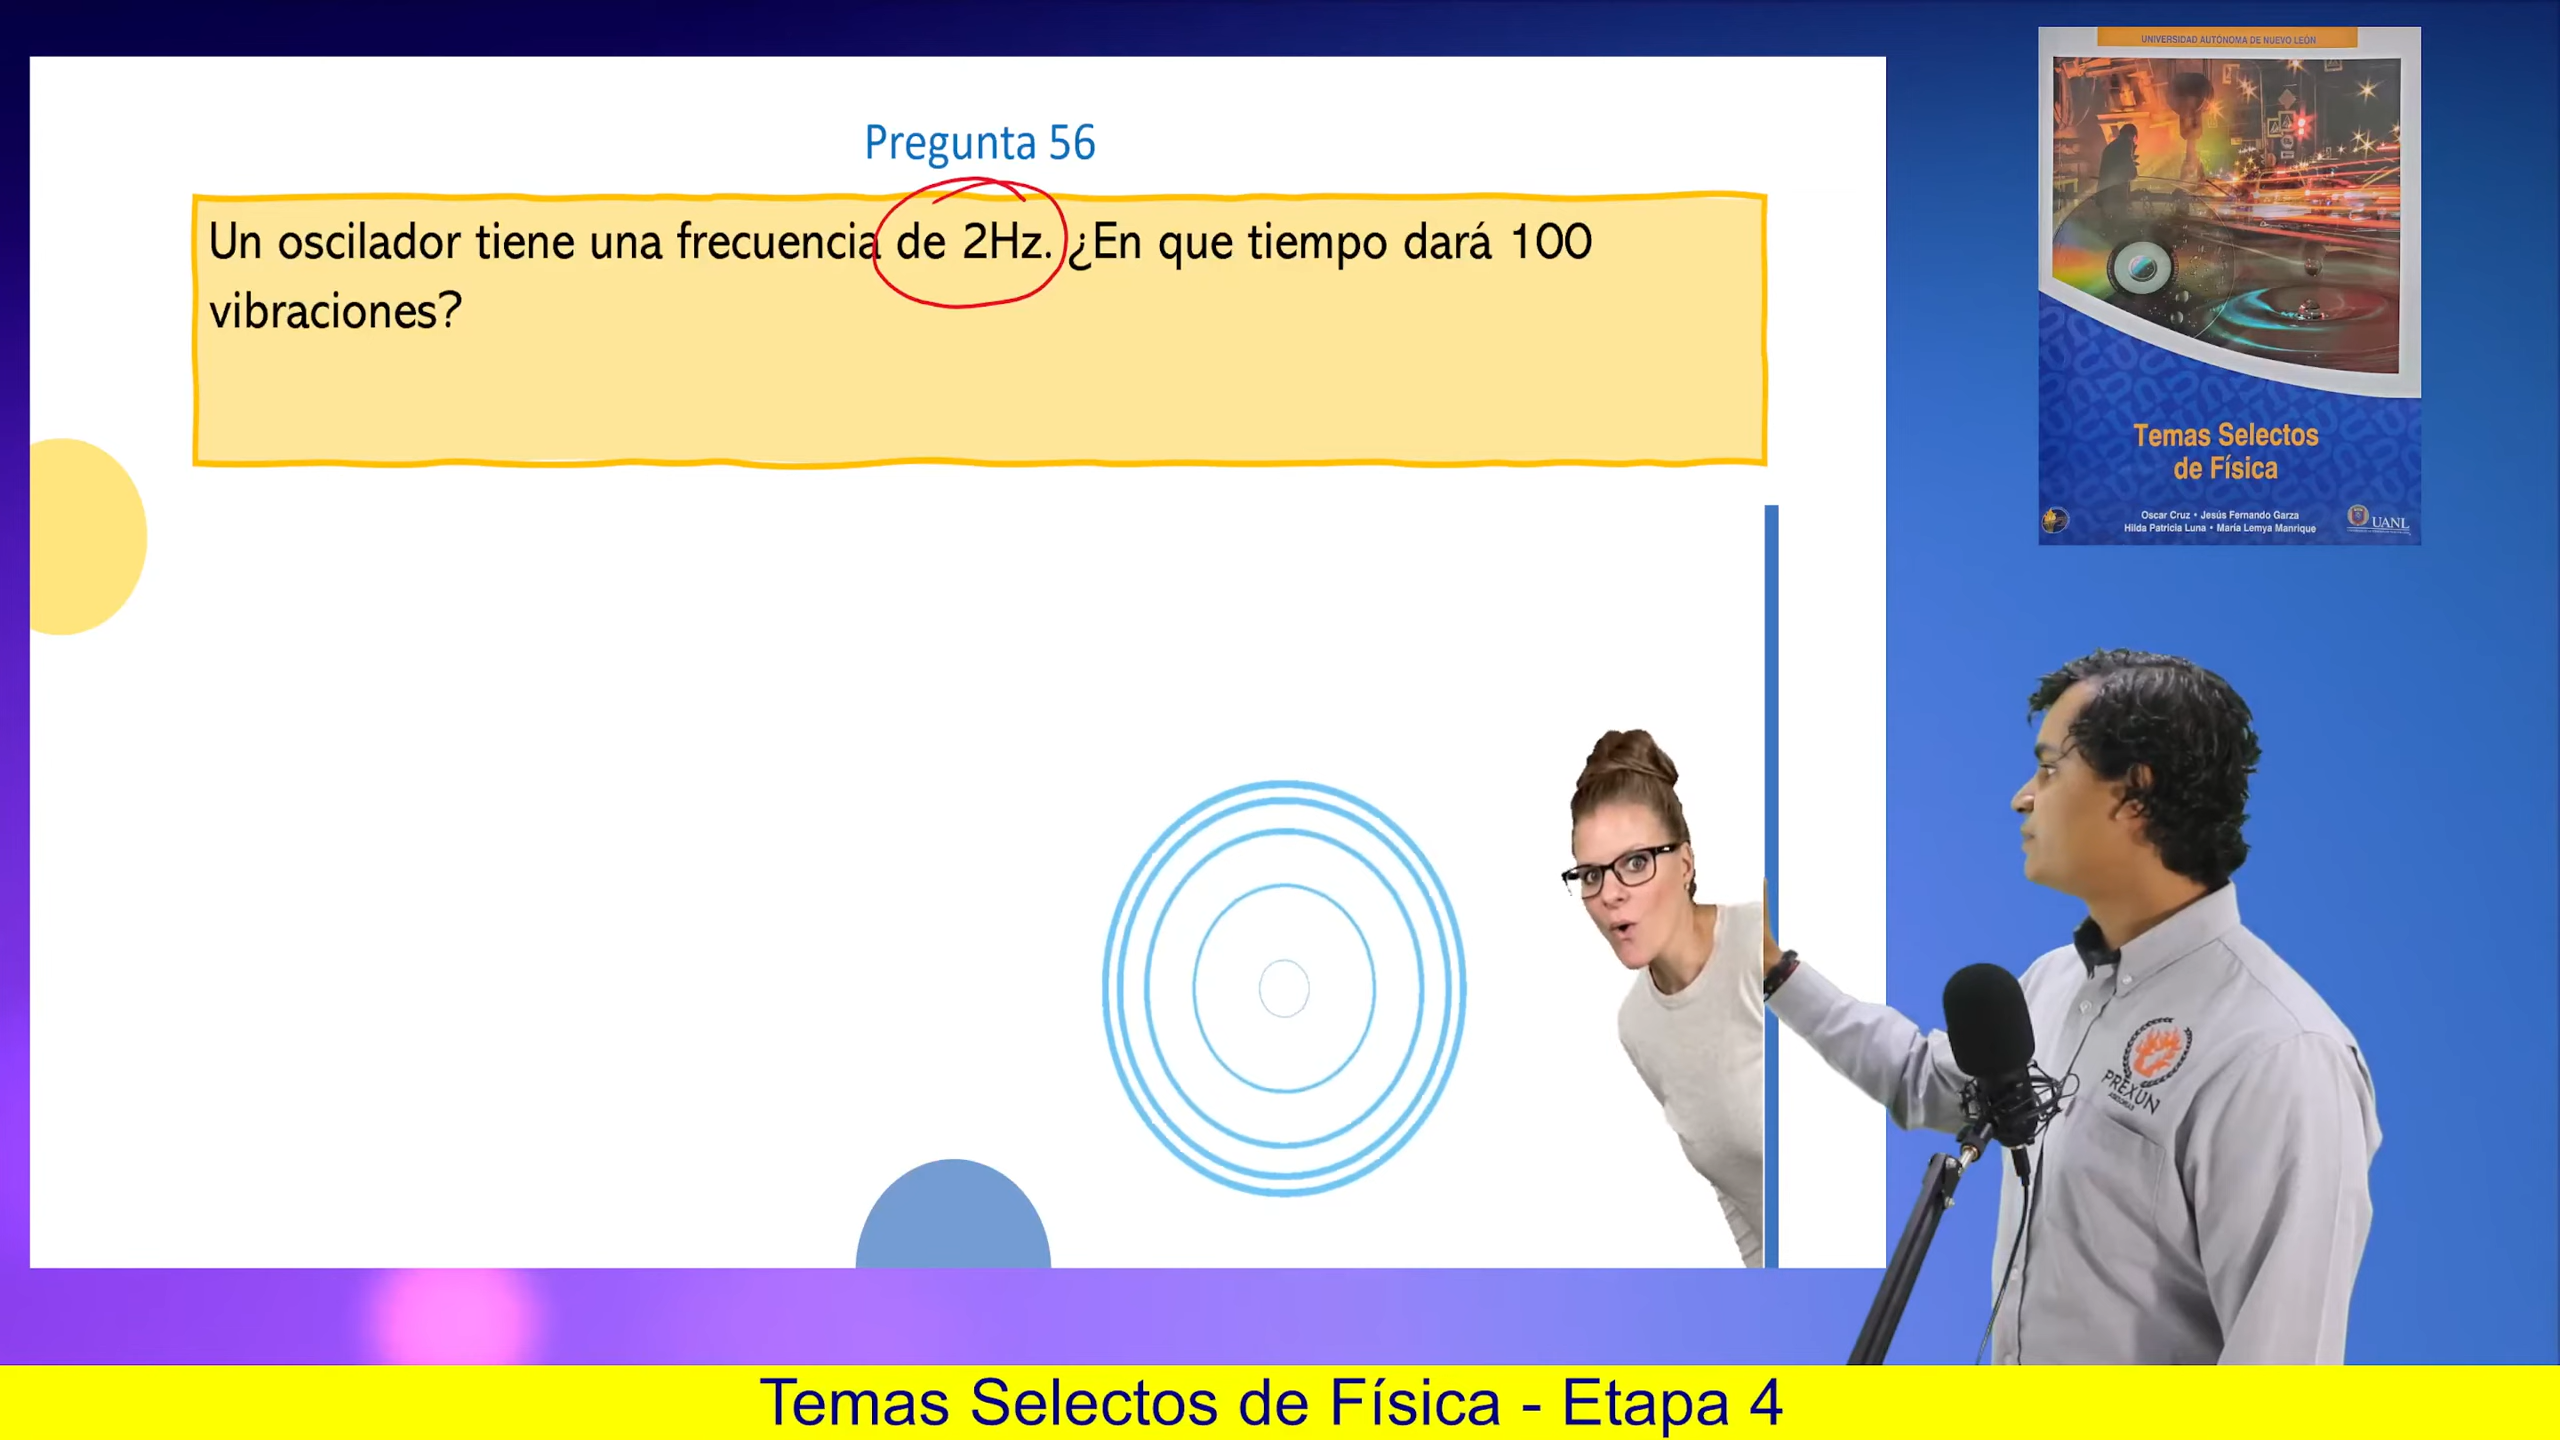 UNIVERSIDAD AUTÓNOMA DE NUEVO LEÓN
Pregunta 56
Un oscilador tiene una frecuencia de 2Hz. ¿En que tiempo dará 100
vibraciones?
Temas Selectos
de Física
Oscar Cruz • Jesús Fernando Garza
Hilda Patricia Luna • María Lemya Manrique
UANL
PREXUN
Temas Selectos de Física - Etapa 4